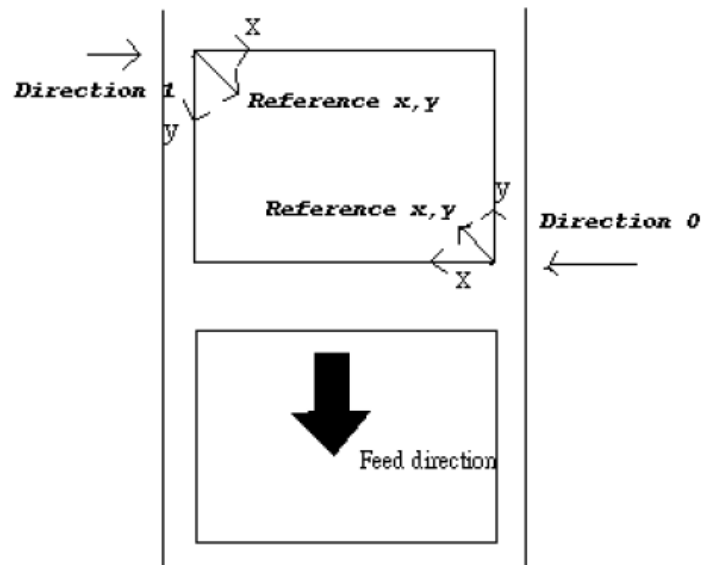 X
Direction 1
Reference x,y
y
y
Reference x,y
Direction 0
X
Feed direction